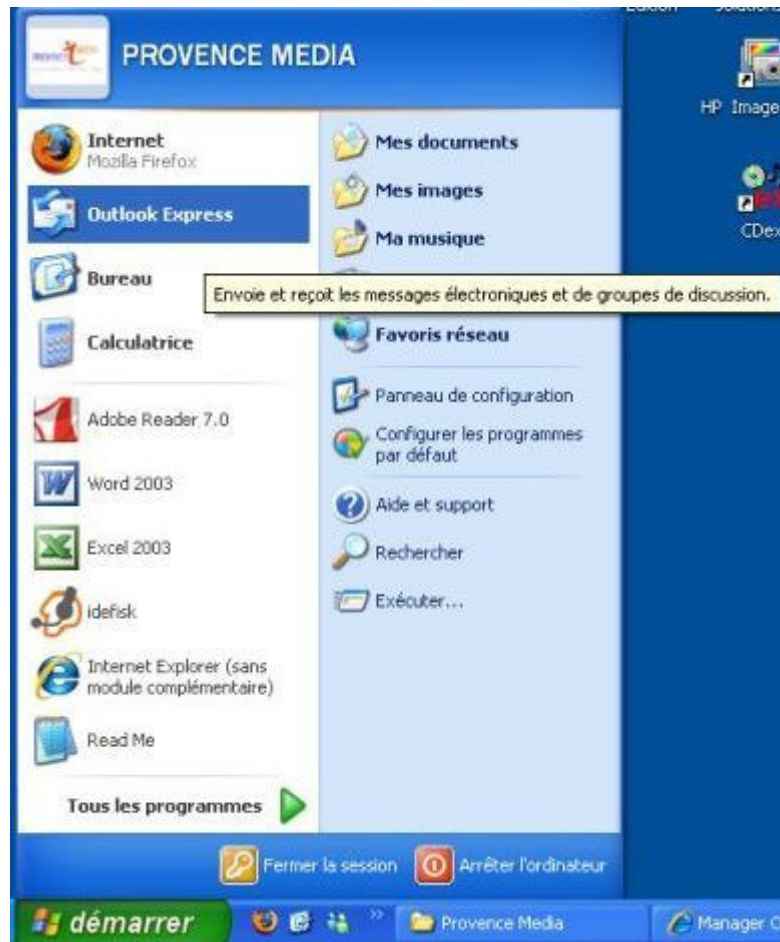 PROVENCE MEDIA
Internet
Mozilla Firefox
Outlook Express
Bureau
Calculatrice
Adobe Reader 7.0
Word 2003
Excel 2003
idefisk
Internet Explorer (sans
module complémentaire)
Read Me
Tous les programmes
Mes documents
Mes images
Ma musique
Envoie et reçoit les messages électroniques et de groupes de discussion.
Favoris réseau
Panneau de configuration
Configurer les programmes
par défaut
Aide et support
Rechercher
Exécuter...
HP Image
CDex
Fermer la session
Arrêter l'ordinateur
démarrer
»
Provence Media
Manager